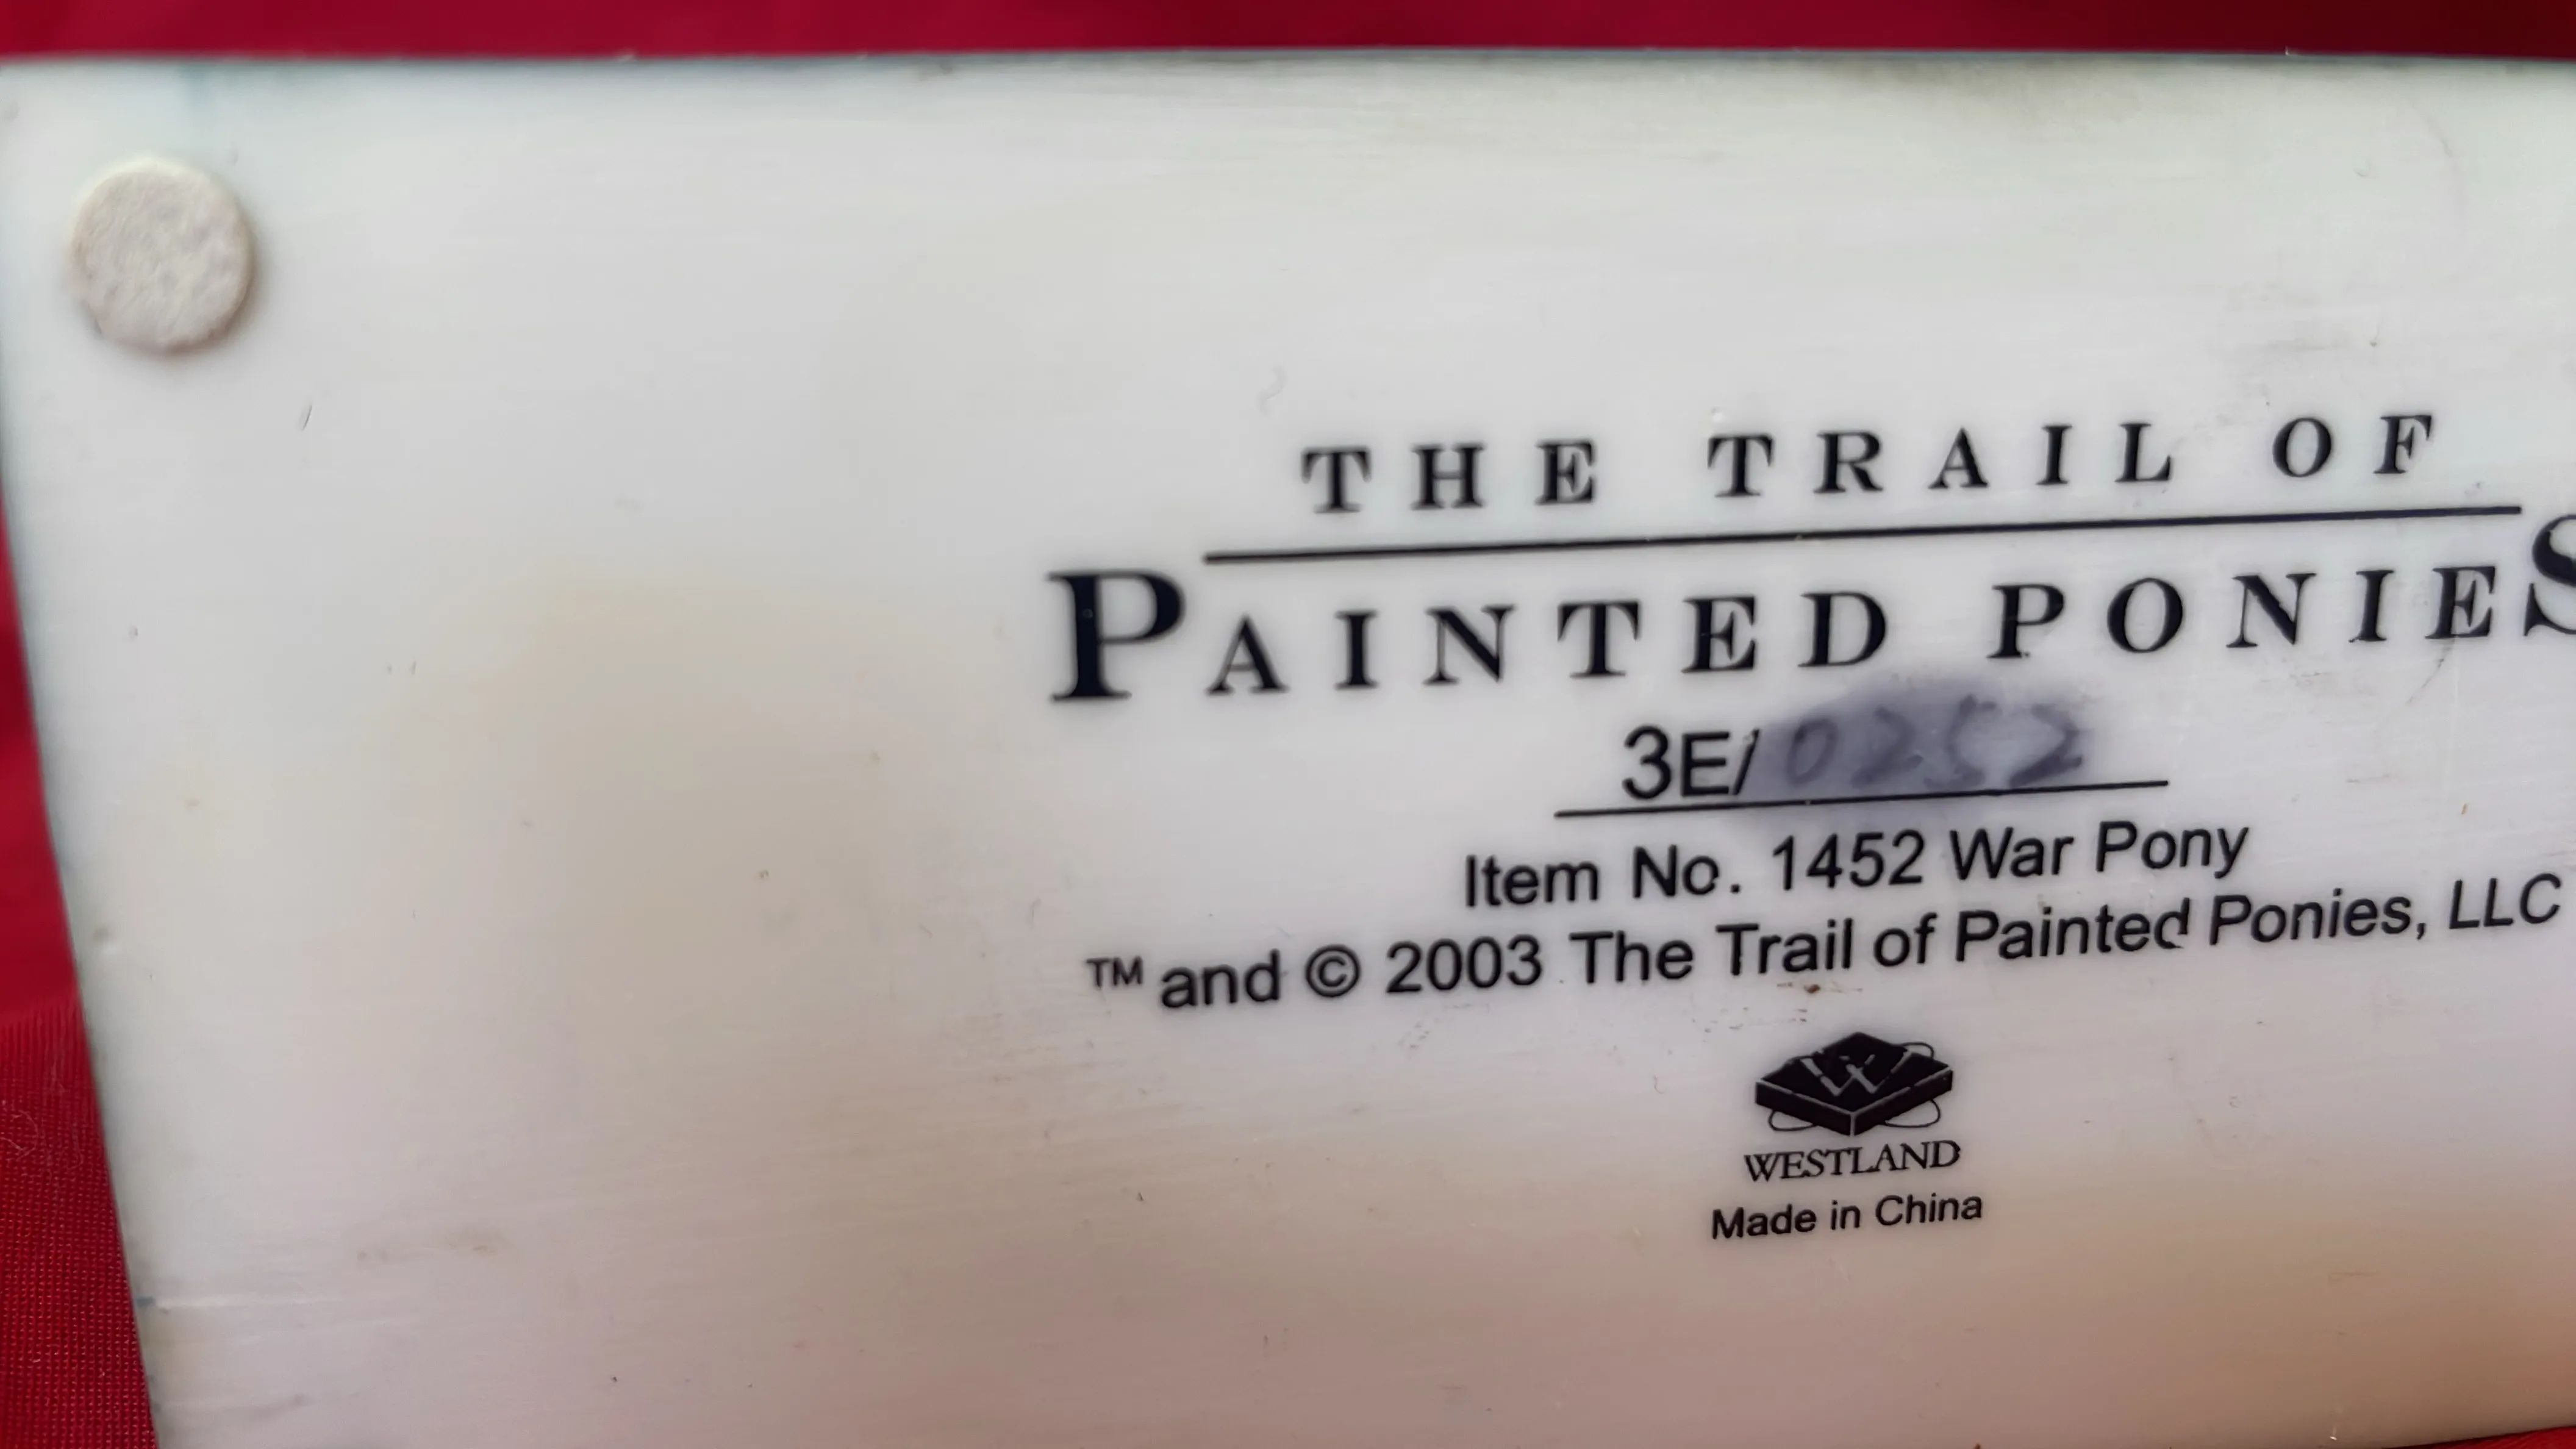 THE TRAIL OF
PAINTED PONIES
3E/0252
Item No. 1452 War Pony
™ and © 2003 The Trail of Painted Ponies, LLC
W
WESTLAND
Made in China